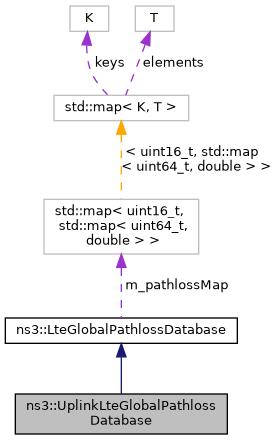 K
T
keys
elements
std::map< K, T >
< uint16_t, std::map
< uint64_t, double > >
std::map< uint16_t,
std::map< uint64_t,
double > >
m_pathlossMap
ns3::LteGlobalPathlossDatabase
ns3::UplinkLteGlobalPathloss
Database